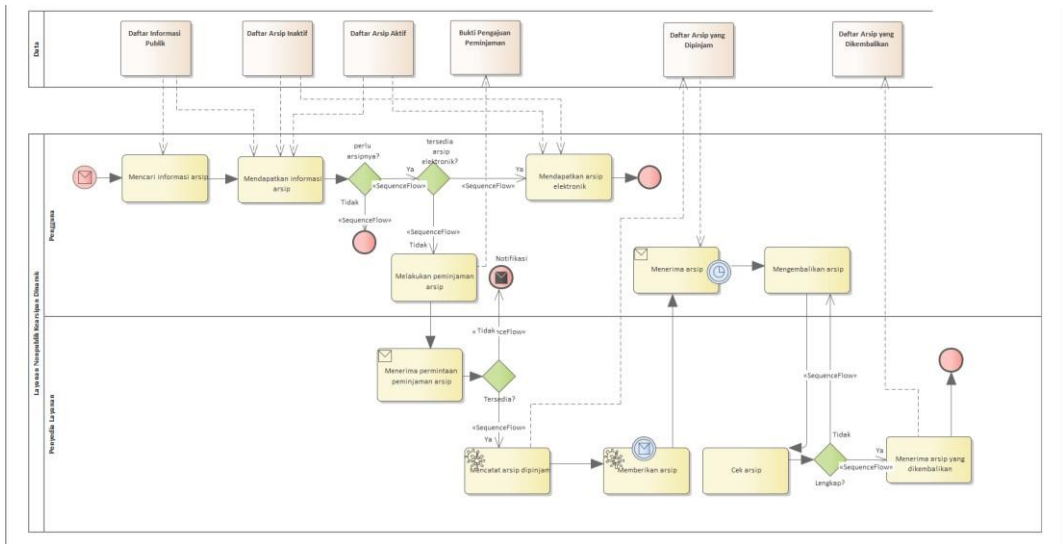 Data
Daftar Informasi
Publik
Daftar Arsip Inaktif
Daftar Arsip Aktif
Bukti Pengajuan
Peminjaman
Daftar Arsip yang
Dipinjam
Daftar Arsip yang
Dikembalikan
Layanan Nonpublik Kearsipan Dinamik
Pengguna
Mencari informasi arsip
Mendapatkan informasi
arsip
perlu
arsipnya?
Ya
«SequenceFlow»
Tidak
«SequenceFlow»
tersedia
arsip
elektronik?
Ya
«SequenceFlow»
Mendapatkan arsip
elektronik
«SequenceFlow»
Tidak
Melakukan peminjaman
arsip
Notifikasi
Menerima arsip
Mengembalikan arsip
Penyedia Layanan
Menerima permintaan
peminjaman arsip
Tidak
Tersedia?
«SequenceFlow»
Ya
Mencatat arsip dipinjam
Memberikan arsip
Cek arsip
«SequenceFlow»
Tidak
Lengkap?
Ya
«SequenceFlow»
Menerima arsip yang
dikembalikan